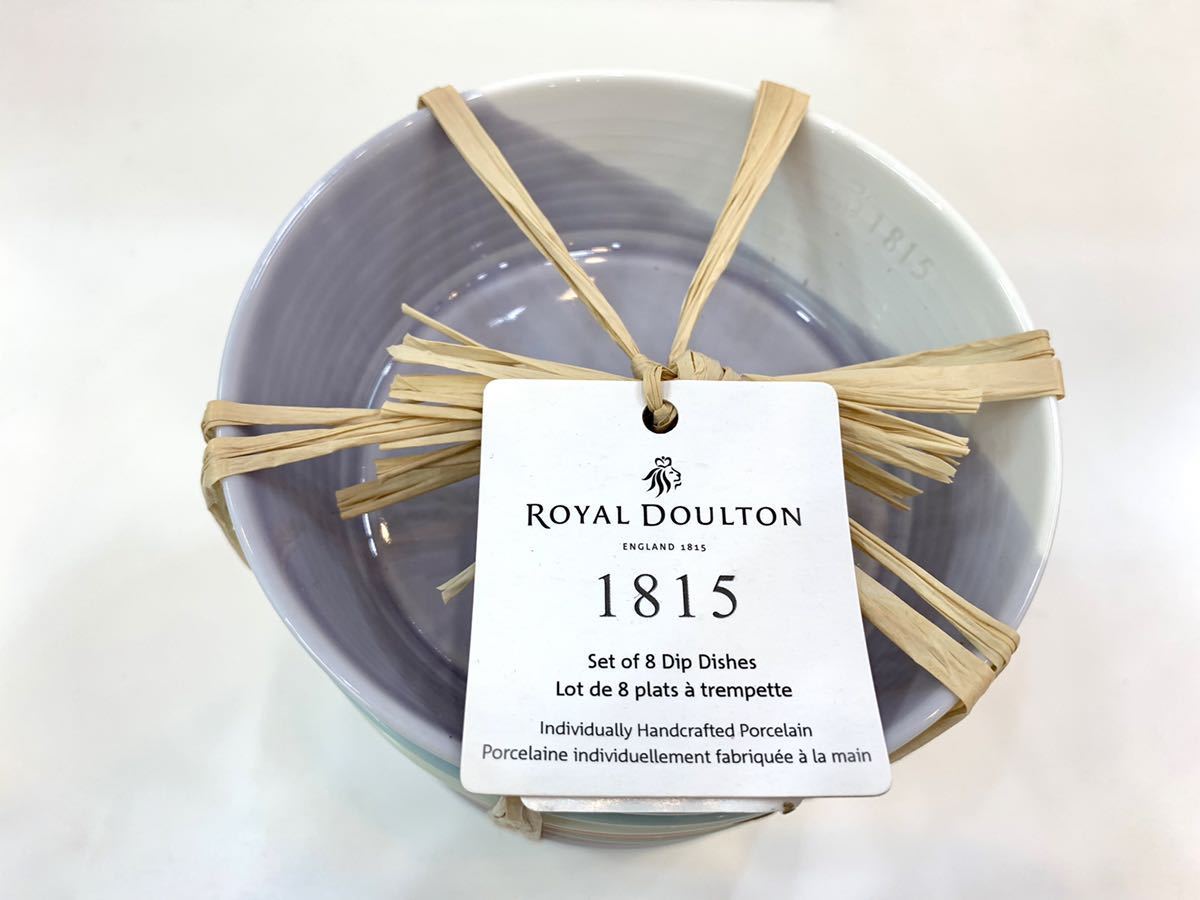 1815
ROYAL DOULTON
ENGLAND 1815
1815
Set of 8 Dip Dishes
Lot de 8 plats à trempette
Individually Handcrafted Porcelain
Porcelaine individuellement fabriquée à la main